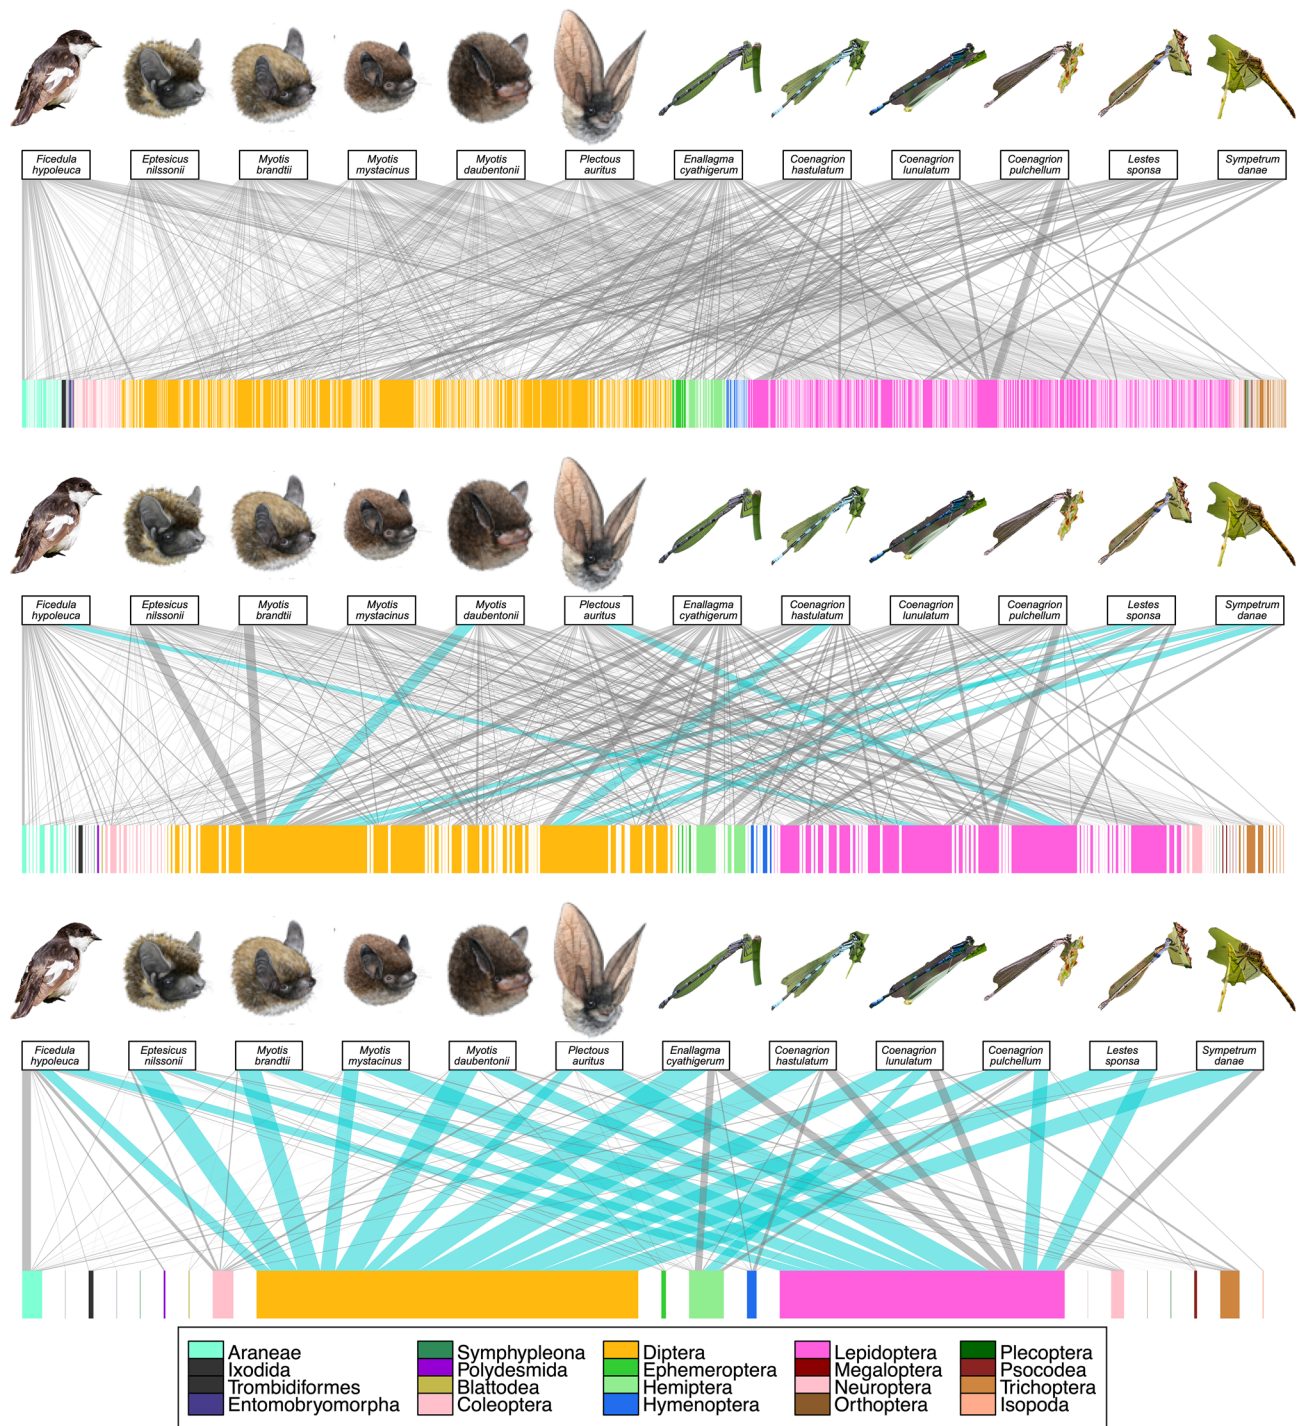 Ficedula
hypoleuca
Eptesicus
nilssonii
Myotis
brandtii
Myotis
mystacinus
Myotis
daubentonii
Plectous
auritus
Enallagma
cyathigerum
Coenagrion
hastulatum
Coenagrion
lunulatum
Coenagrion
pulchellum
Lestes
sponsa
Sympetrum
danae
Ficedula
hypoleuca
Eptesicus
nilssonii
Myotis
brandtii
Myotis
mystacinus
Myotis
daubentonii
Plectous
auritus
Enallagma
cyathigerum
Coenagrion
hastulatum
Coenagrion
lunulatum
Coenagrion
pulchellum
Lestes
sponsa
Sympetrum
danae
Ficedula
hypoleuca
Eptesicus
nilssonii
Myotis
brandtii
Myotis
mystacinus
Myotis
daubentonii
Plectous
auritus
Enallagma
cyathigerum
Coenagrion
hastulatum
Coenagrion
lunulatum
Coenagrion
pulchellum
Lestes
sponsa
Sympetrum
danae
Araneae
Ixodida
Trombidiformes
Entomobryomorpha
Symphypleona
Polydesmida
Blattodea
Coleoptera
Diptera
Ephemeroptera
Hemiptera
Hymenoptera
Lepidoptera
Megaloptera
Neuroptera
Orthoptera
Plecoptera
Psocodea
Trichoptera
Isopoda